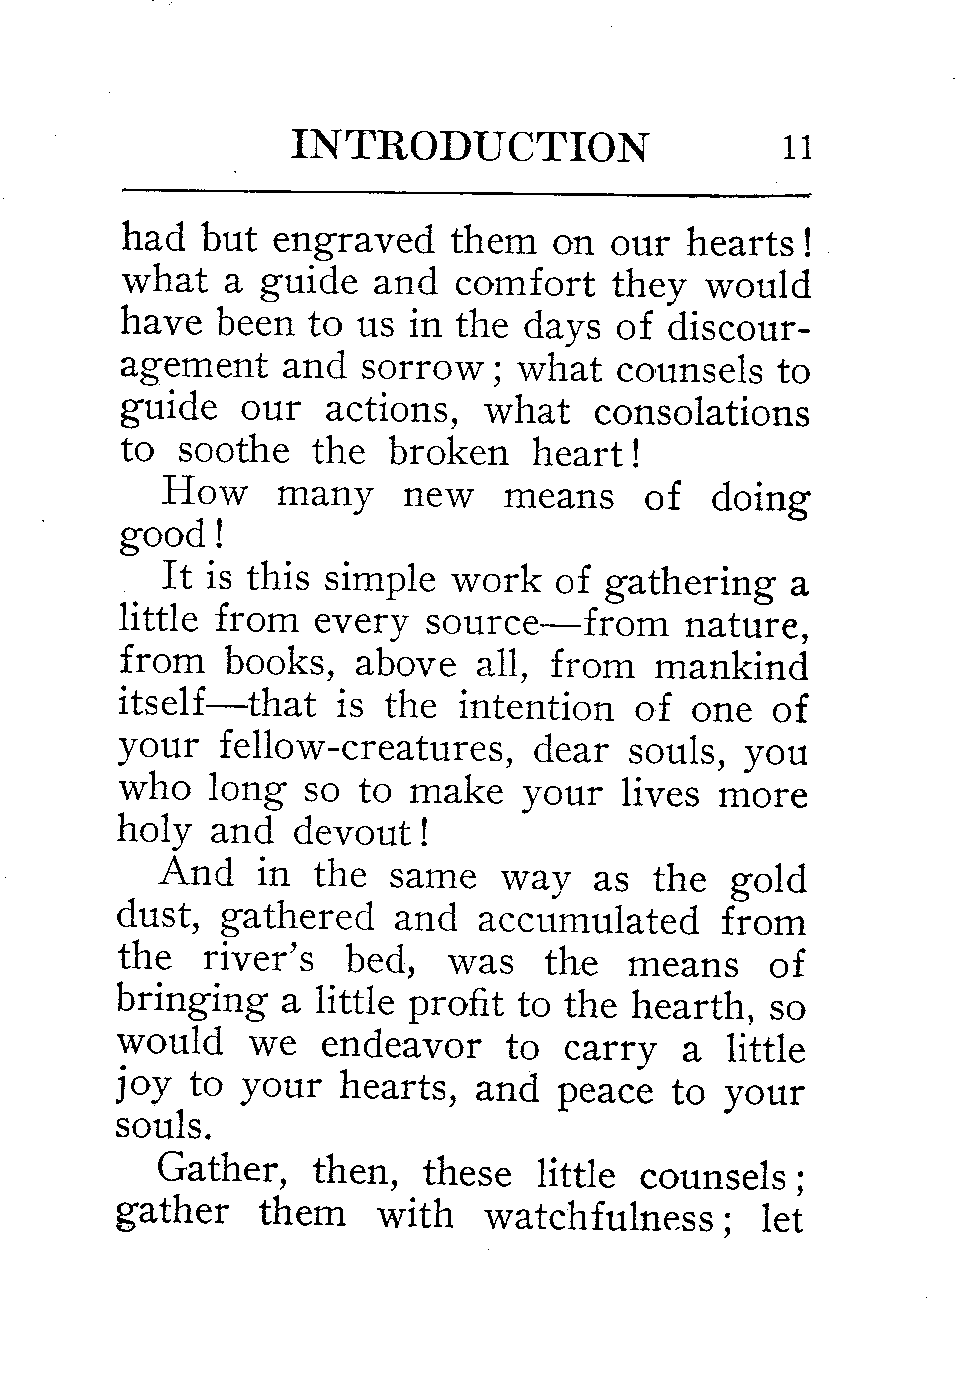 INTRODUCTION 11
had but engraved them on our hearts!
what a guide and comfort they would
have been to us in the days of discour-
agement and sorrow; what counsels to
guide our actions, what consolations
to soothe the broken heart!
How many new means of doing
good!
It is this simple work of gathering a
little from every source—from nature,
from books, above all, from mankind
itself—that is the intention of one of
your fellow-creatures, dear souls, you
who long so to make your lives more
holy and devout!
And in the same way as the gold
dust, gathered and accumulated from
the river's bed, was the means of
bringing a little profit to the hearth, so
would we endeavor to carry a little
joy to your hearts, and peace to your
souls.
Gather, then, these little counsels;
gather them with watchfulness; let